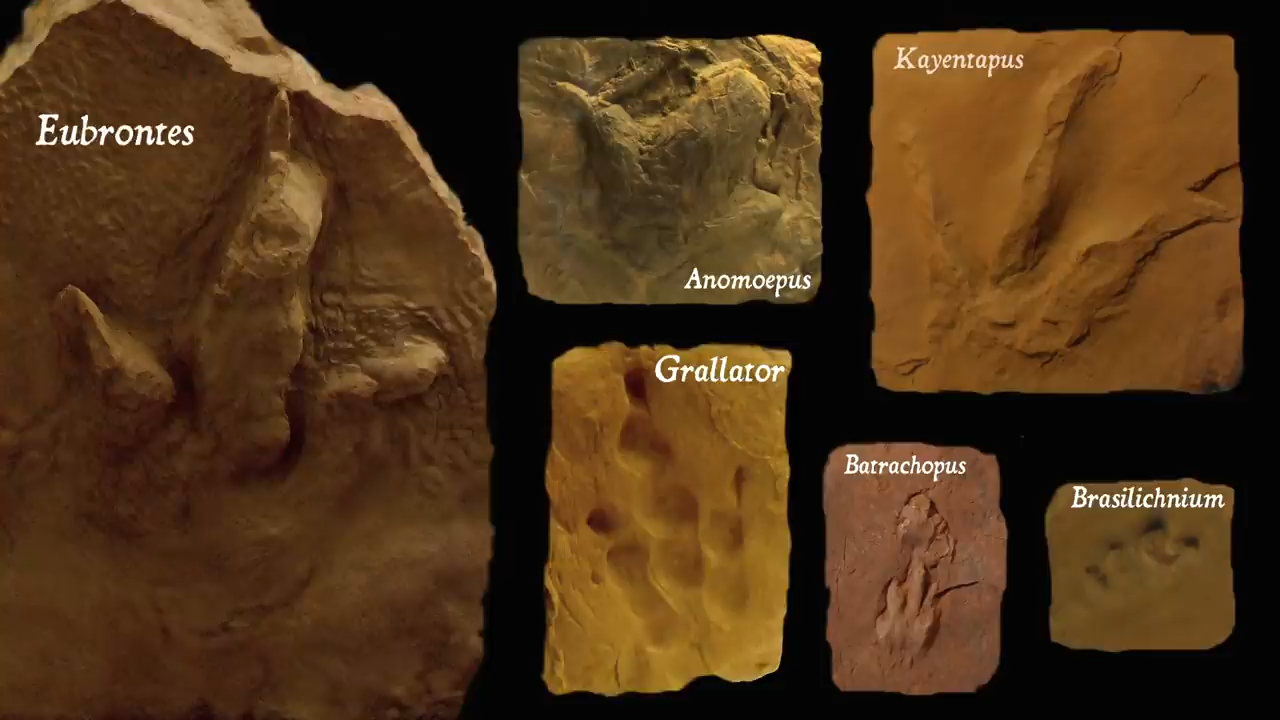 Eubrontes
Anomoepus
Kayentapus
Grallator
Batrachopus
Brasilichnium